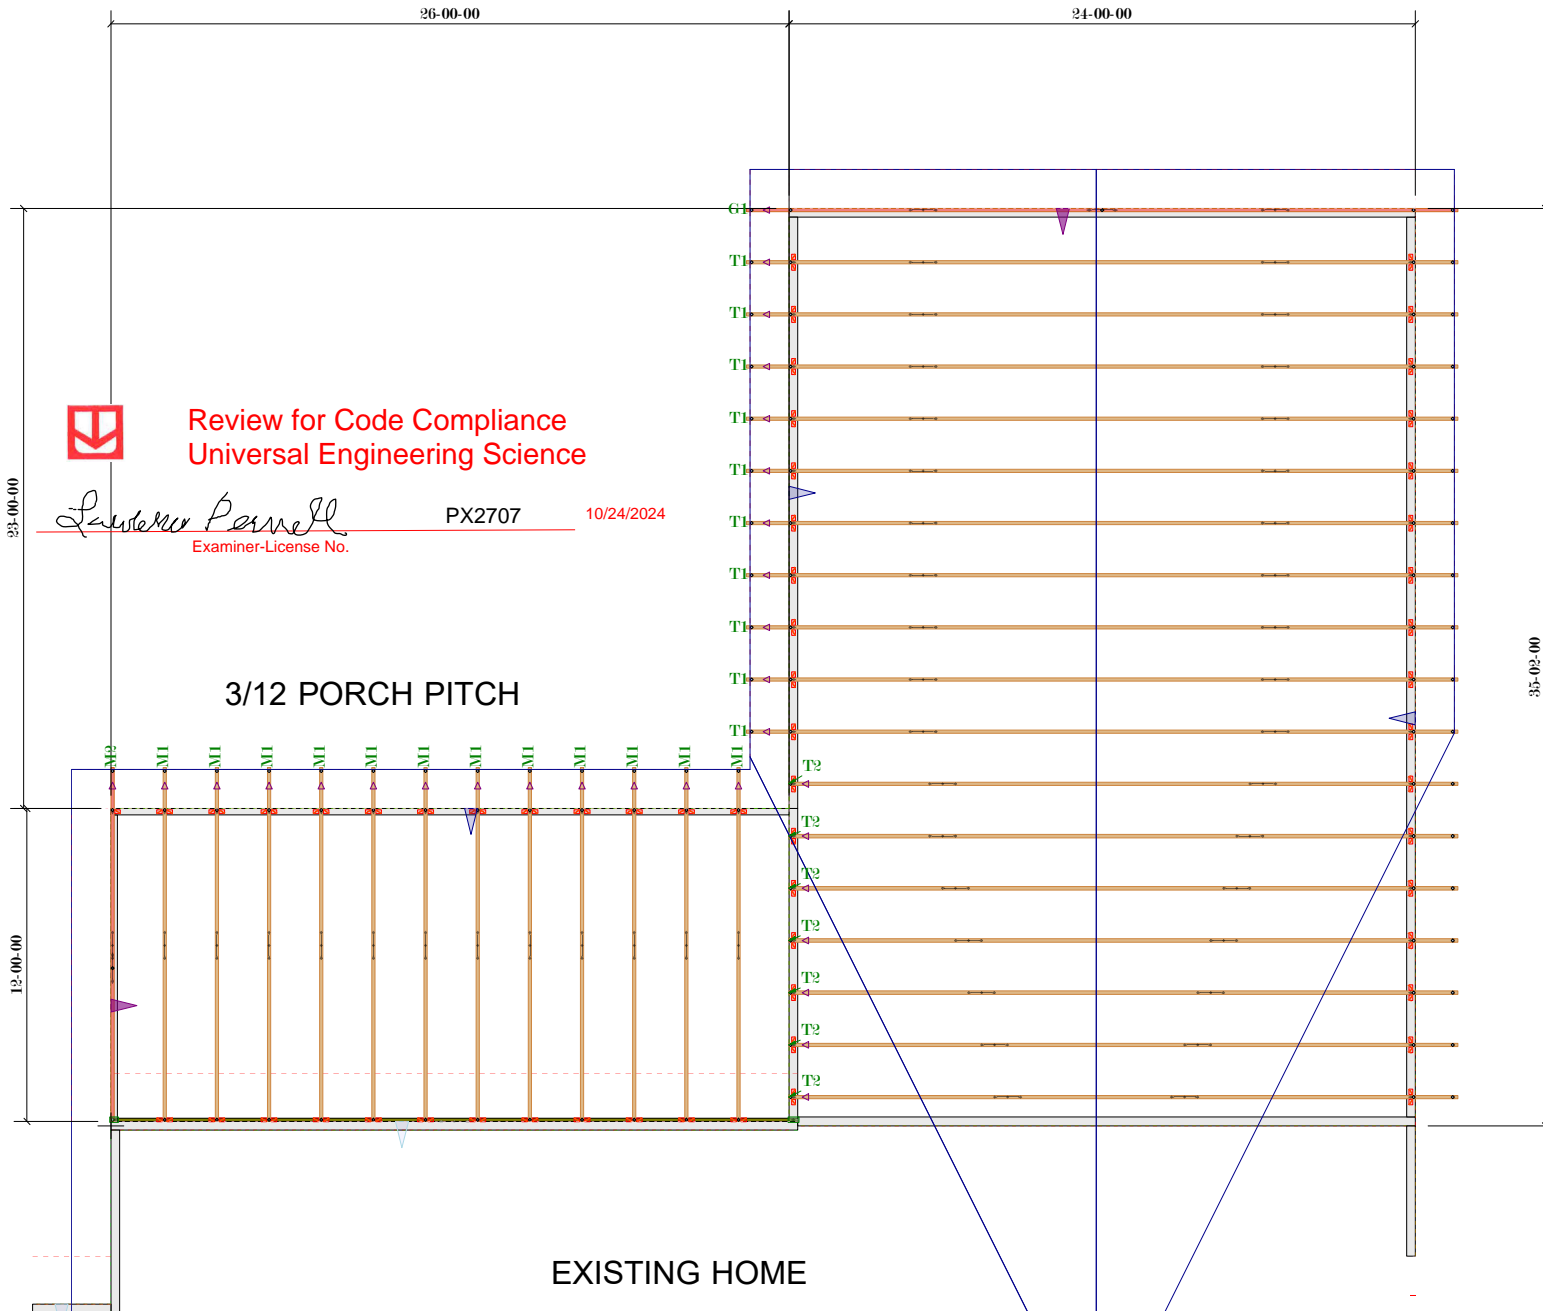 26-00-00
24-00-00
G1
T1
T1
T1
T1
T1
T1
T1
T1
T1
T1
Review for Code Compliance
Universal Engineering Science
23-00-00
PX2707
10/24/2024
Examiner-License No.
35-02-00
3/12 PORCH PITCH
M2 M1 M1 M1 M1 M1 M1 M1 M1 M1 M1 M1 M1
T2
T2
T2
T2
T2
T2
T2
12-00-00
EXISTING HOME